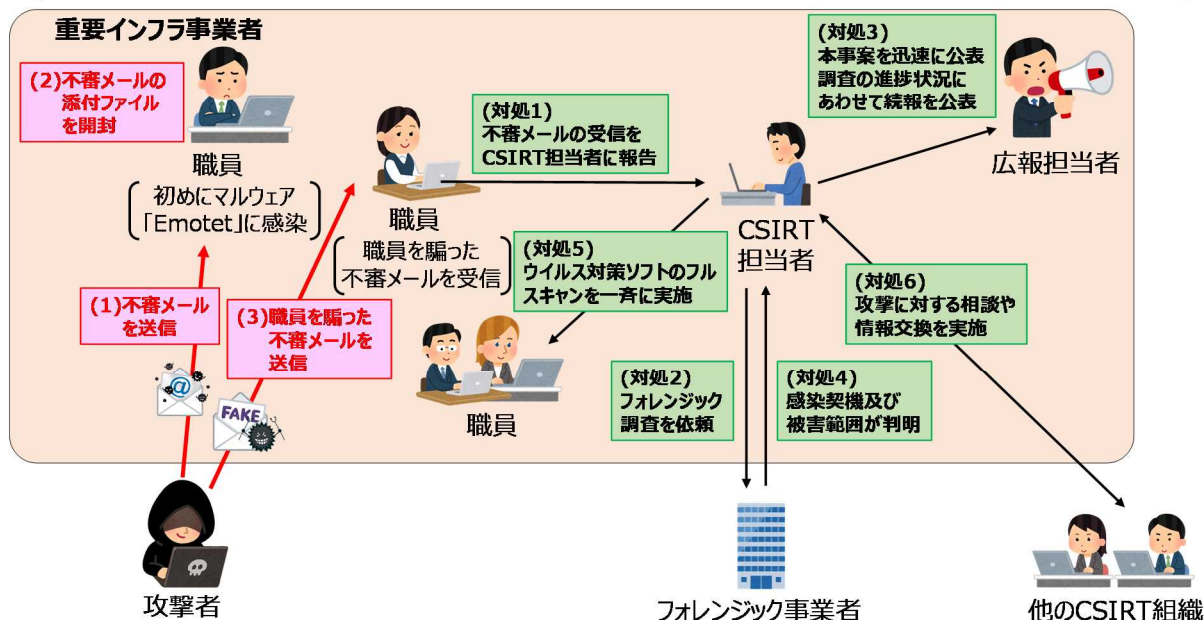 重要インフラ事業者
(2)不審メールの
添付ファイル
を開封
職員
初めにマルウェア
「Emotet」に感染
(1)不審メール
を送信
(3)職員を騙った
不審メールを
送信
@
FAKE
攻撃者
(対処1)
不審メールの受信を
CSIRT担当者に報告
職員
職員を騙った
不審メールを受信
(対処5)
ウイルス対策ソフトのフル
スキャンを一斉に実施
職員
CSIRT
担当者
(対処3)
本事案を迅速に公表
調査の進捗状況に
あわせて続報を公表
広報担当者
(対処2)
フォレンジック
調査を依頼
(対処4)
感染契機及び
被害範囲が判明
(対処6)
攻撃に対する相談や
情報交換を実施
フォレンジック事業者
他のCSIRT組織